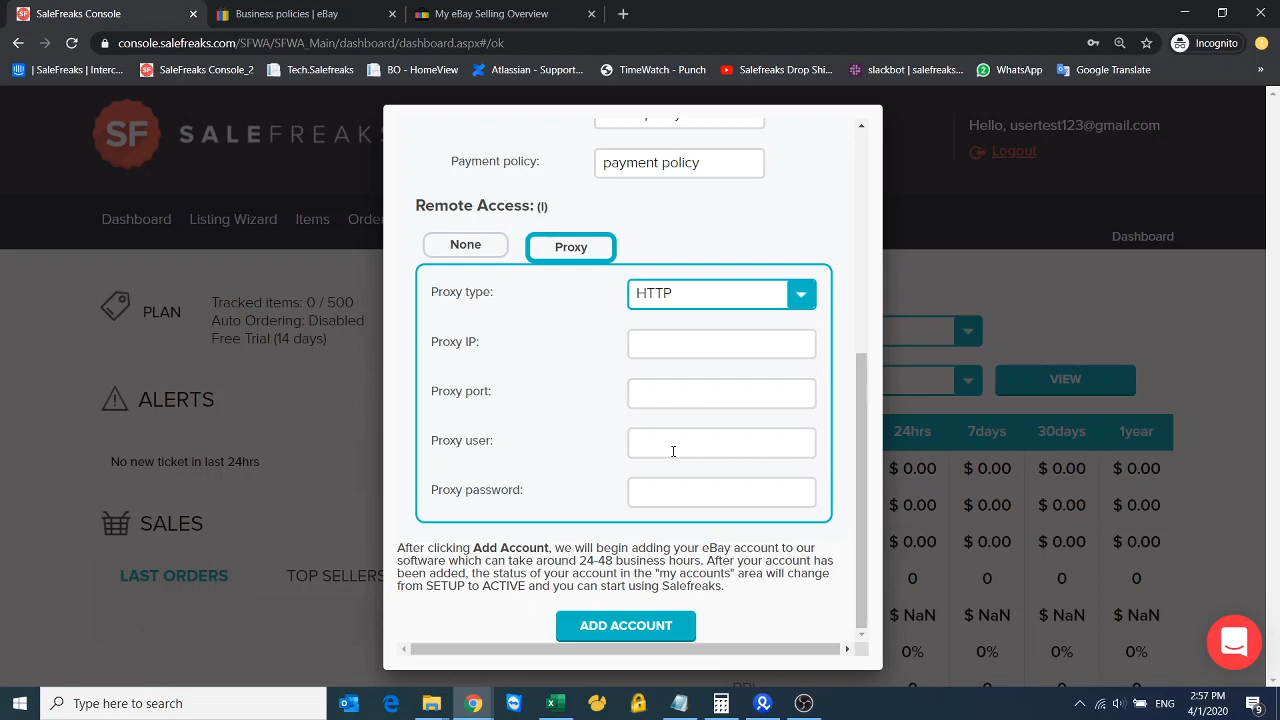 SaleFreaks Console
Business policies | eBay
My eBay Selling Overview
console.salefreaks.com/SFWA/SFWA_Main/dashboard/dashboard.aspx#/ok
Incognito
| SaleFreaks | Interc...
SaleFreaks Console_2
Tech.Salefreaks
BO - HomeView
Atlassian - Support...
TimeWatch - Punch
Salefreaks Drop Shi...
slackbot | salefreaks...
WhatsApp
Google Translate
SF
SALEFREAKS
Hello, usertest123@gmail.com
Logout
Dashboard
Listing Wizard
Items
Dashboard
PLAN
Tracked items: 0 / 500
Auto Ordering: Disabled
Free Trial (14 days)
ALERTS
No new ticket in last 24hrs
SALES
LAST ORDERS
TOP SELLERS
Payment policy:
payment policy
Remote Access: (i)
None
Proxy
Proxy type:
HTTP
Proxy IP:
Proxy port:
Proxy user:
Proxy password:
After clicking Add Account, we will begin adding your eBay account to our
software which can take around 24-48 business hours. After your account has
been added, the status of your account in the "my accounts" area will change
from SETUP to ACTIVE and you can start using Salefreaks.
ADD ACCOUNT
VIEW
24hrs 7days 30days 1year
$ 0.00 $ 0.00 $ 0.00 $ 0.00
$ 0.00 $ 0.00 $ 0.00 $ 0.00
$ 0.00 $ 0.00 $ 0.00 $ 0.00
0 0 0 0
$ NaN $ NaN $ NaN $ NaN
0% 0% 0% 0%
0 0 0 0
Type here to search
ENG
2:57 PM
4/1/2020